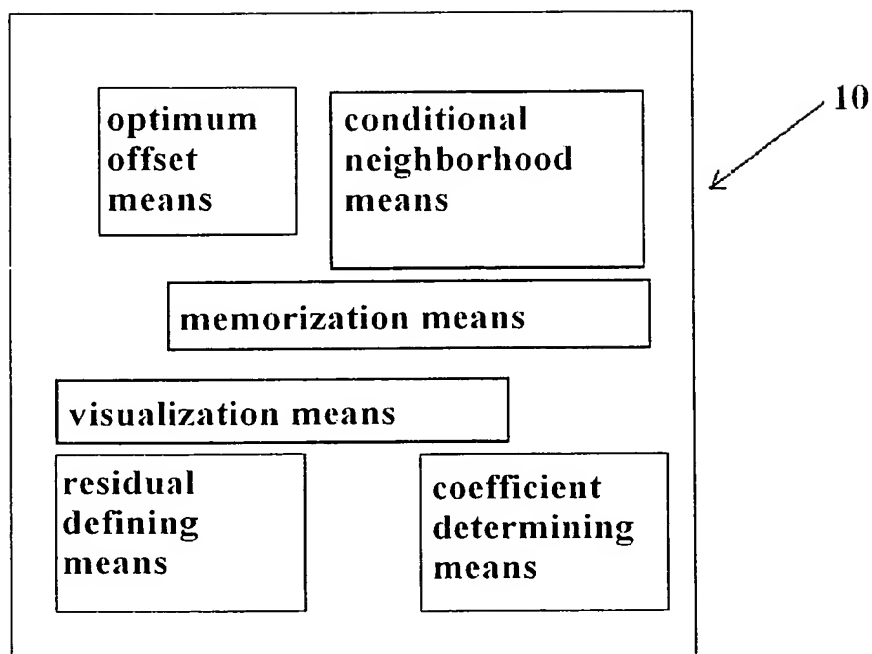 optimum
offset
means
conditional
neighborhood
means
10
memorization means
visualization means
residual
defining
means
coefficient
determining
means